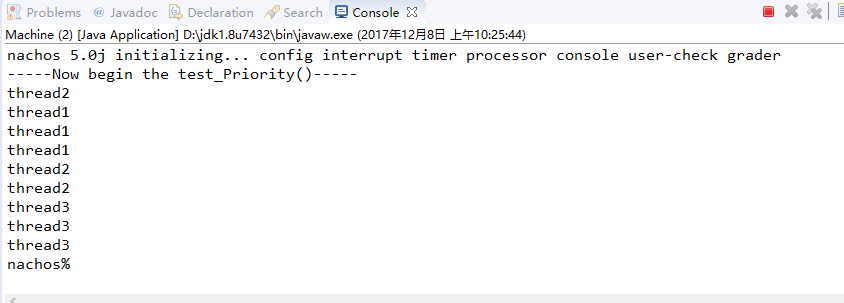 Problems @ Javadoc Declaration Search Console
Machine (2) [Java Application] D:\jdk1.8u7432\bin\javaw.exe (2017年12月8日 上午10:25:44)
nachos 5.0j initializing... config interrupt timer processor console user-check grader
-----Now begin the test_Priority()-----
thread2
thread1
thread1
thread1
thread2
thread2
thread3
thread3
thread3
nachos%